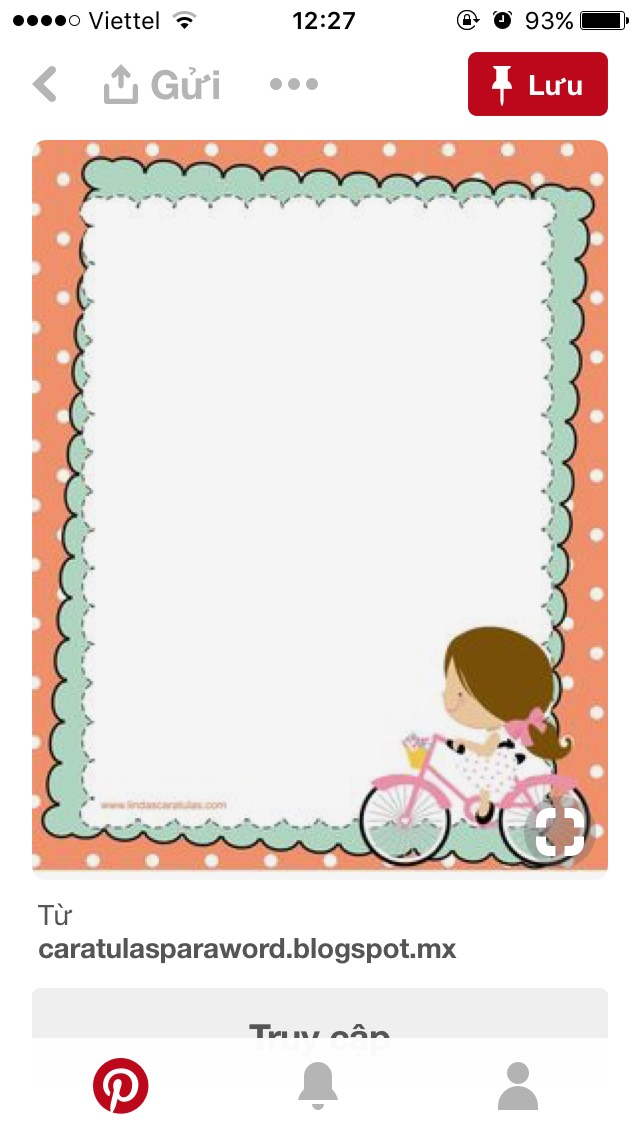 Viettel 12:27 93%
Gửi Lưu
www.lindascaratulas.com
Từ
caratulasparaword.blogspot.mx
Truy cập